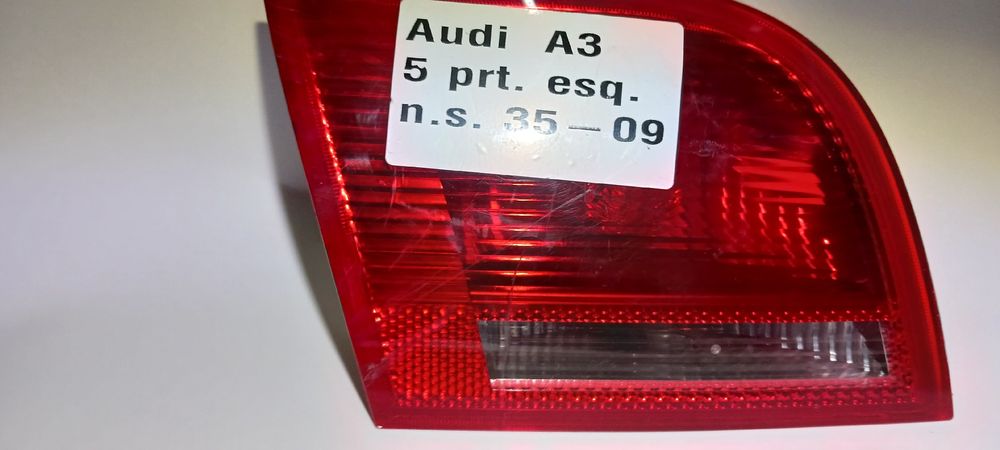 Audi A3
5 prt. esq.
n.s. 35-09